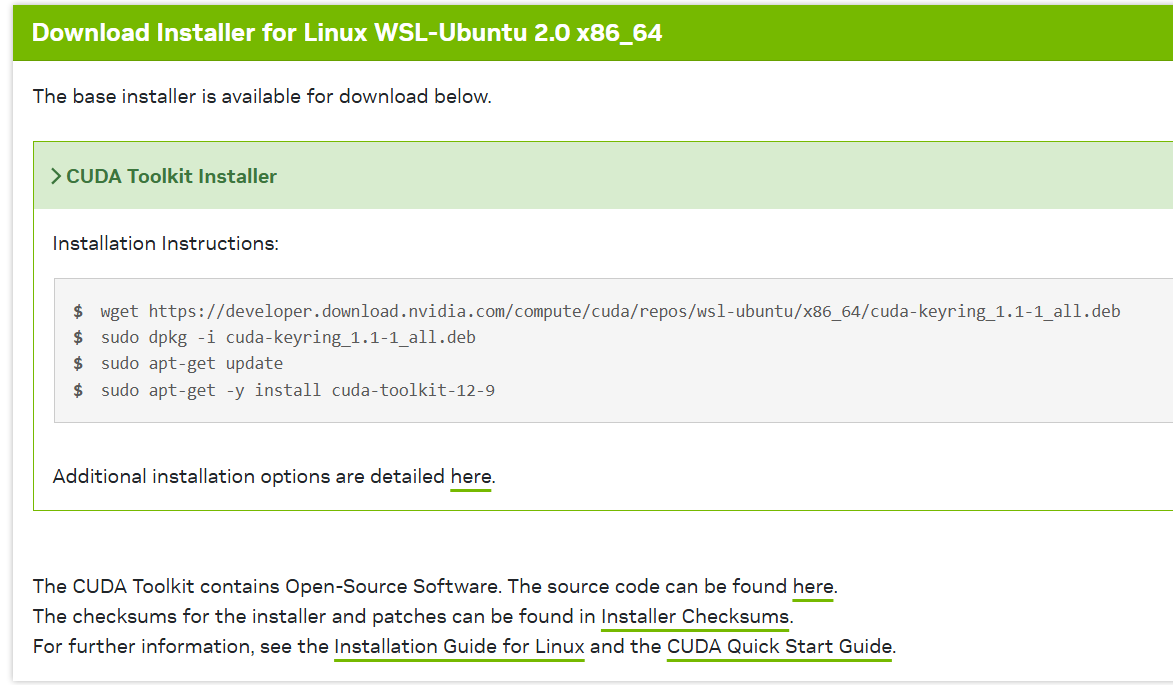 Download Installer for Linux WSL-Ubuntu 2.0 x86_64
The base installer is available for download below.
CUDA Toolkit Installer
Installation Instructions:
$ wget https://developer.download.nvidia.com/compute/cuda/repos/wsl-ubuntu/x86_64/cuda-keyring_1.1-1_all.deb
$ sudo dpkg -i cuda-keyring_1.1-1_all.deb
$ sudo apt-get update
$ sudo apt-get -y install cuda-toolkit-12-9
Additional installation options are detailed here.
The CUDA Toolkit contains Open-Source Software. The source code can be found here.
The checksums for the installer and patches can be found in Installer Checksums.
For further information, see the Installation Guide for Linux and the CUDA Quick Start Guide.